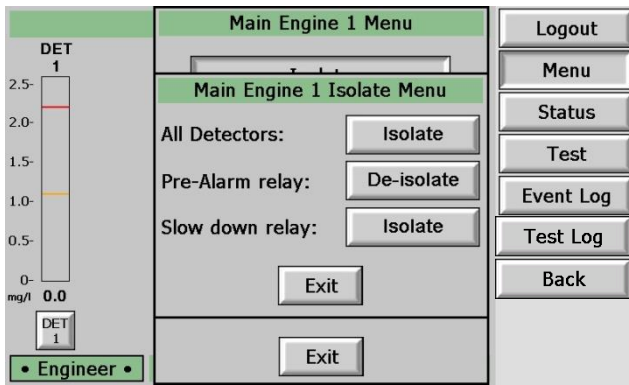 Main Engine 1 Menu
Main Engine 1 Isolate Menu
All Detectors: Isolate
Pre-Alarm relay: De-isolate
Slow down relay: Isolate
Exit
Exit
DET
1
2.5-
2.0-
1.5-
1.0-
0.5-
0-
mg/l 0.0
DET
1
• Engineer •
Logout
Menu
Status
Test
Event Log
Test Log
Back